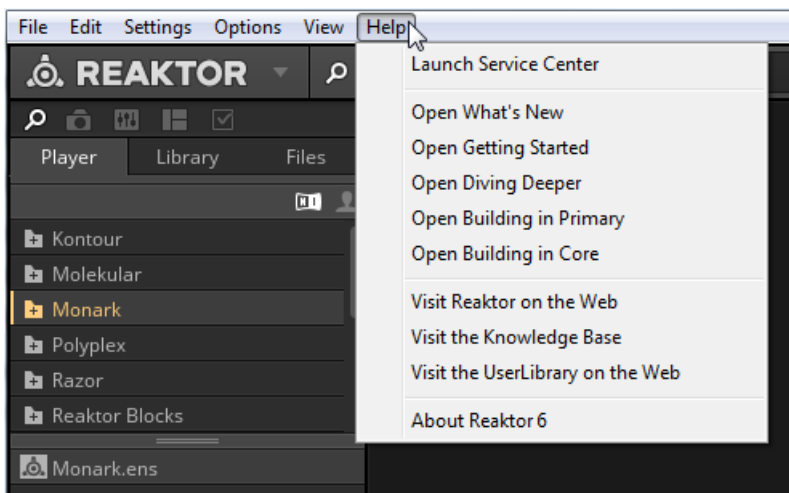 File Edit Settings Options View Help
REAKTOR
Launch Service Center
Open What's New
Open Getting Started
Open Diving Deeper
Open Building in Primary
Open Building in Core
Visit Reaktor on the Web
Visit the Knowledge Base
Visit the UserLibrary on the Web
About Reaktor 6
Player Library Files
NI
Kontour
Molekular
Monark
Polyplex
Razor
Reaktor Blocks
Monark.ens